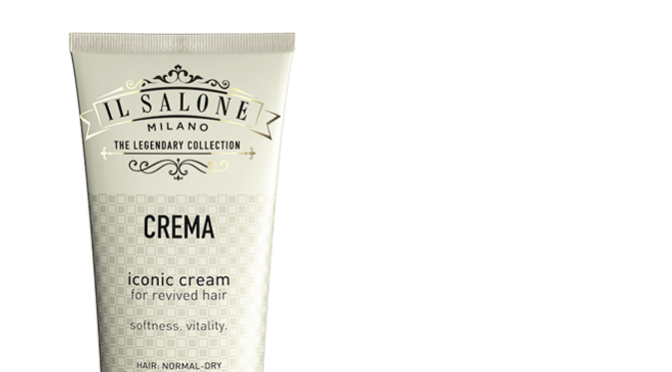 IL SALONE
MILANO
THE LEGENDARY COLLECTION
CREMA
iconic cream
for revived hair
softness. vitality.
HAIR: NORMAL-DRY